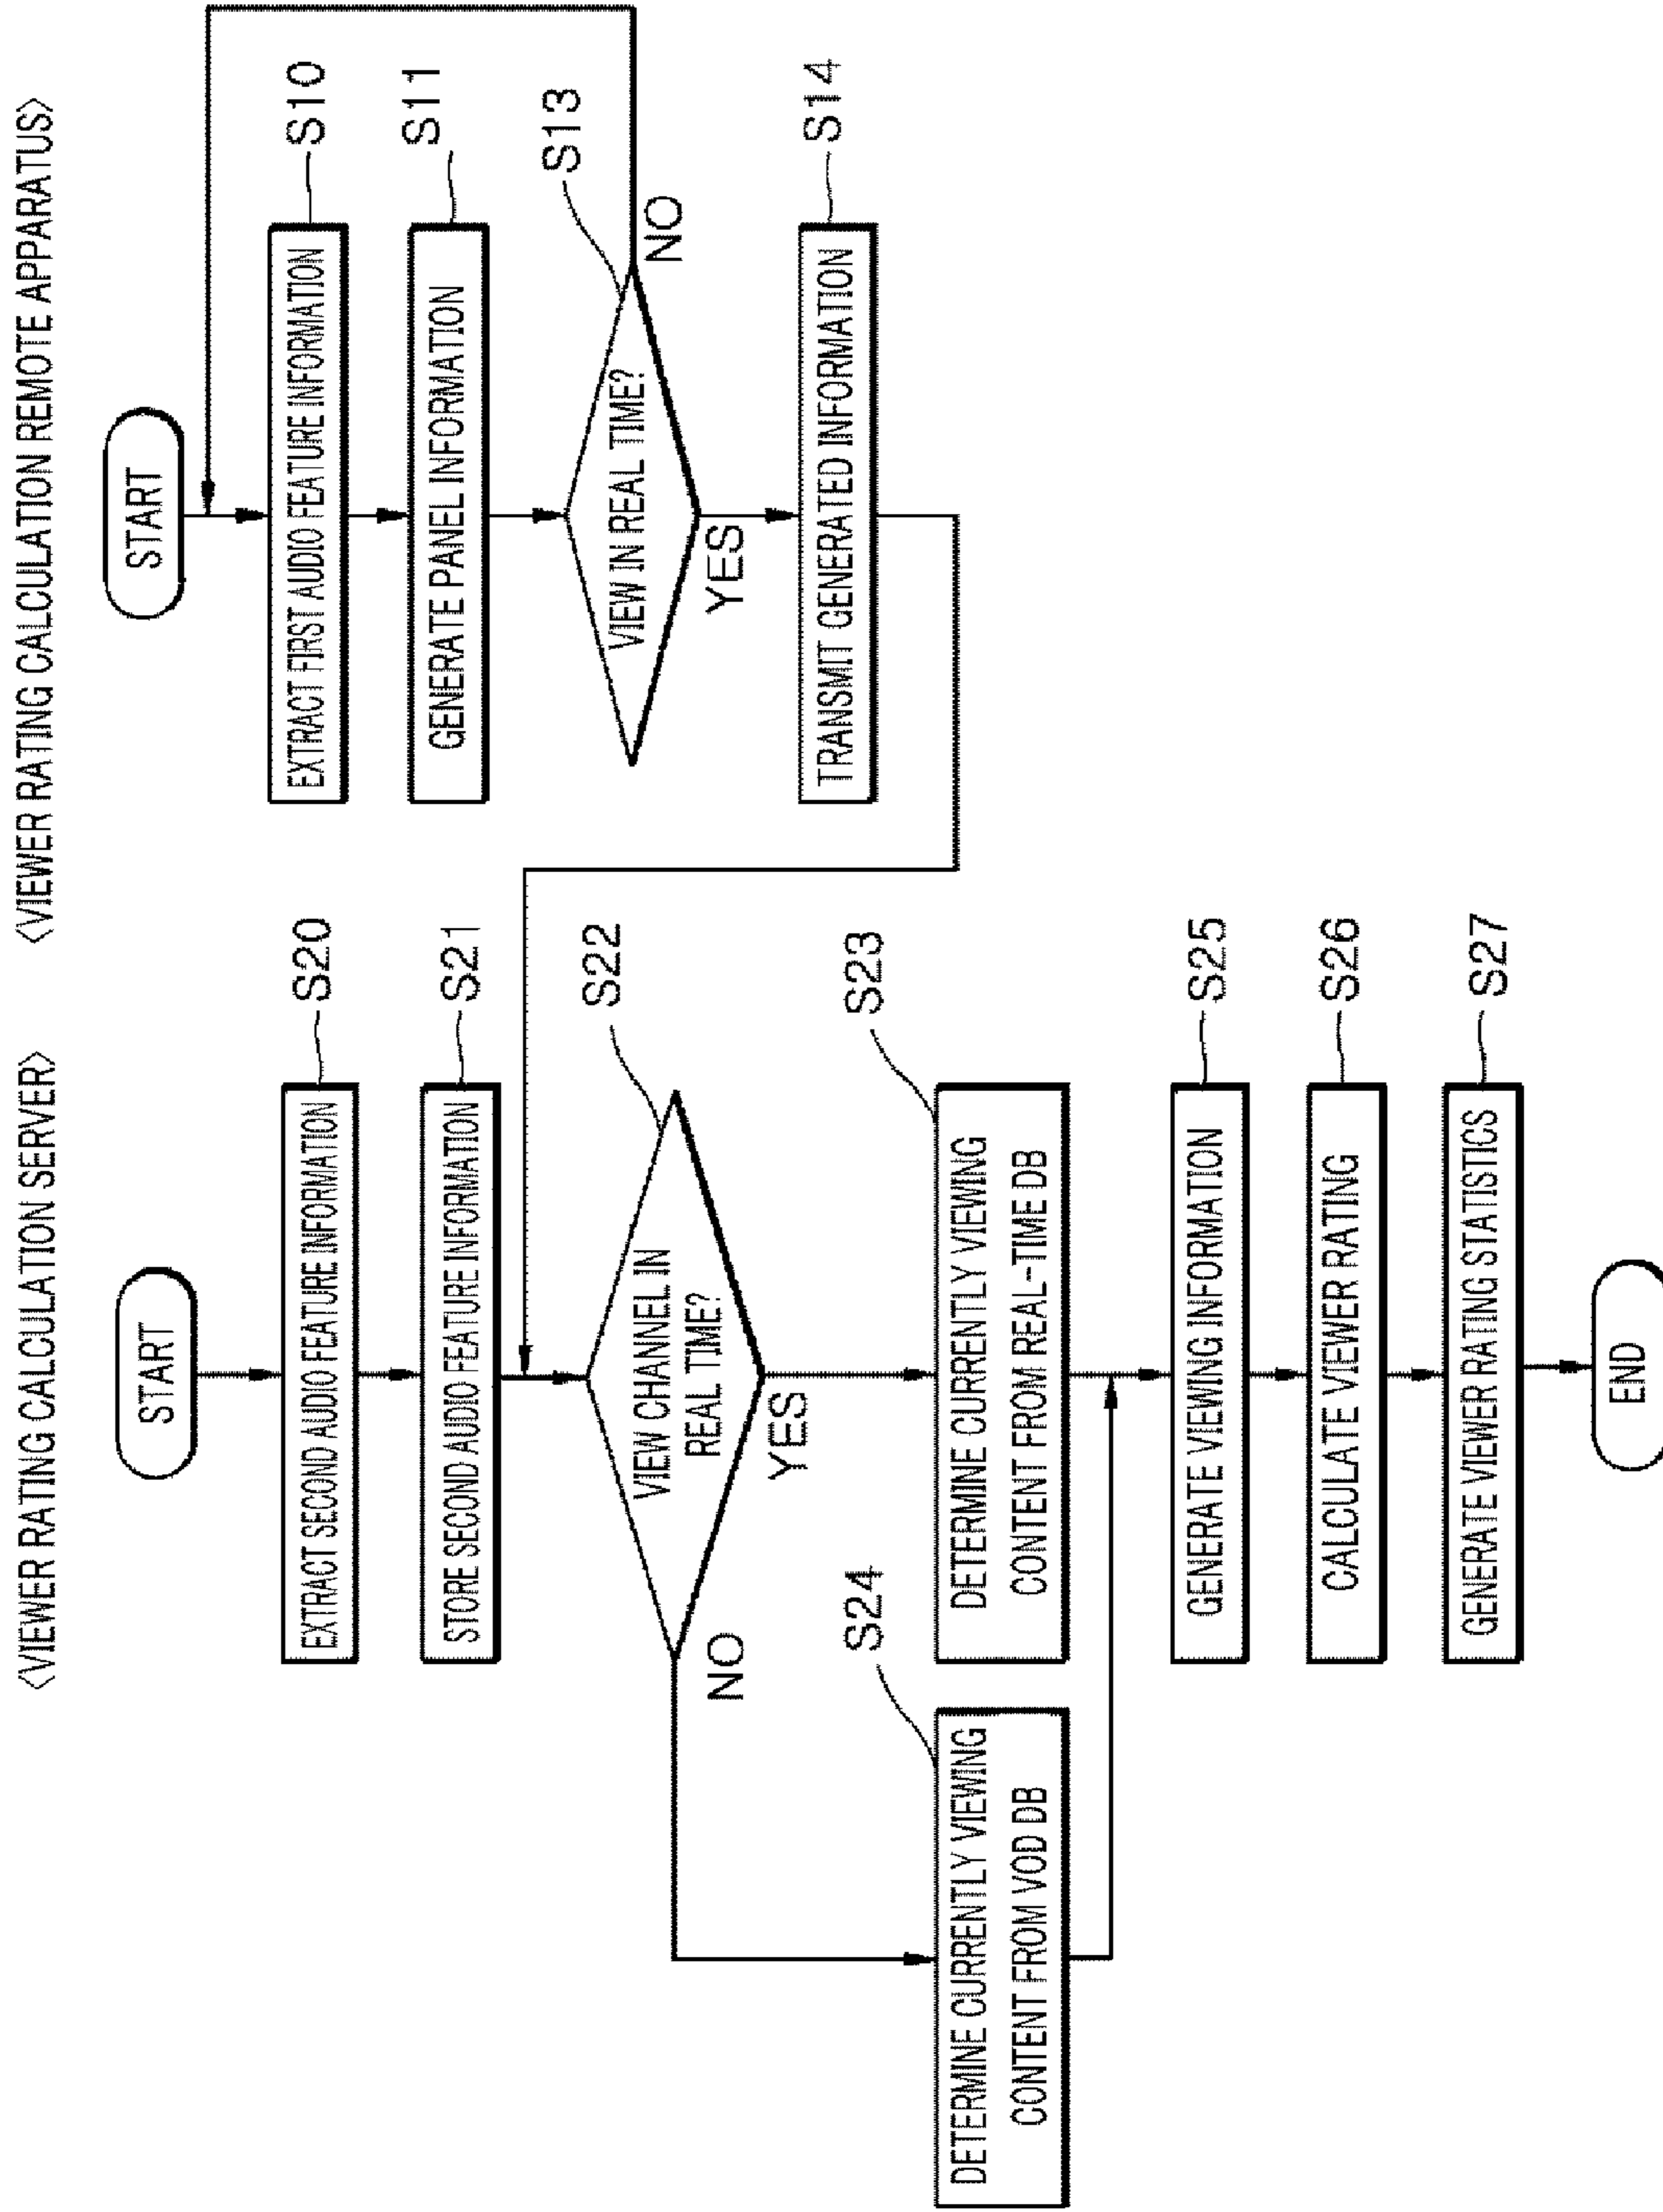 <VIEWER RATING CALCULATION SERVER>
START
EXTRACT SECOND AUDIO FEATURE INFORMATION
S20
STORE SECOND AUDIO FEATURE INFORMATION
S21
VIEW CHANNEL IN
REAL TIME?
S22
NO
YES
DETERMINE CURRENTLY VIEWING
CONTENT FROM VOD DB
S24
DETERMINE CURRENTLY VIEWING
CONTENT FROM REAL-TIME DB
S23
GENERATE VIEWING INFORMATION
S25
CALCULATE VIEWER RATING
S26
GENERATE VIEWER RATING STATISTICS
S27
END
<VIEWER RATING CALCULATION REMOTE APPARATUS>
START
EXTRACT FIRST AUDIO FEATURE INFORMATION
S10
GENERATE PANEL INFORMATION
S11
VIEW IN REAL TIME?
S13
NO
YES
TRANSMIT GENERATED INFORMATION
S14